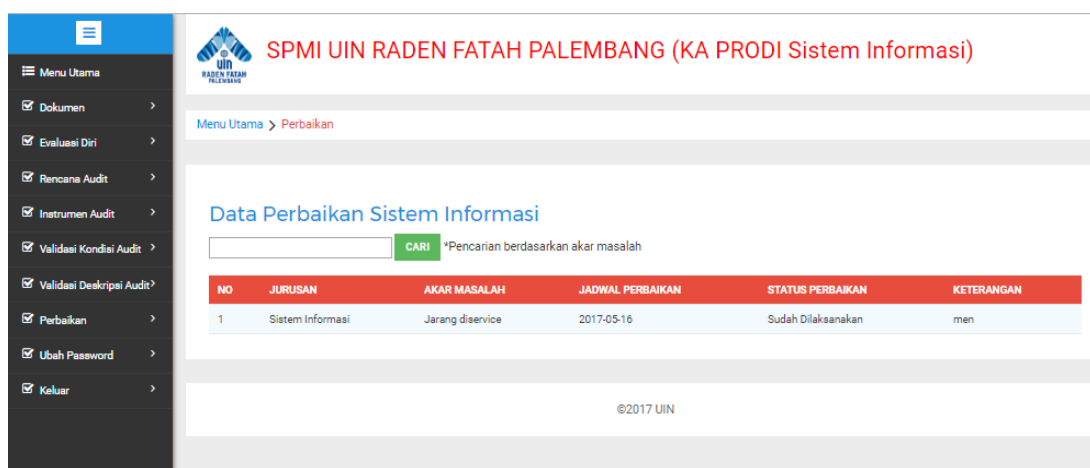 uin
RADEN FATAH
PALEMBANG
SPMI UIN RADEN FATAH PALEMBANG (KA PRODI Sistem Informasi)
Menu Utama
Dokumen
Evaluasi Diri
Rencana Audit
Instrumen Audit
Validasi Kondisi Audit
Validasi Deskripsi Audit
Perbaikan
Ubah Password
Keluar
Menu Utama > Perbaikan
Data Perbaikan Sistem Informasi
CARI *Pencarian berdasarkan akar masalah
NO JURUSAN AKAR MASALAH JADWAL PERBAIKAN STATUS PERBAIKAN KETERANGAN
1 Sistem Informasi Jarang diservice 2017-05-16 Sudah Dilaksanakan men
©2017 UIN